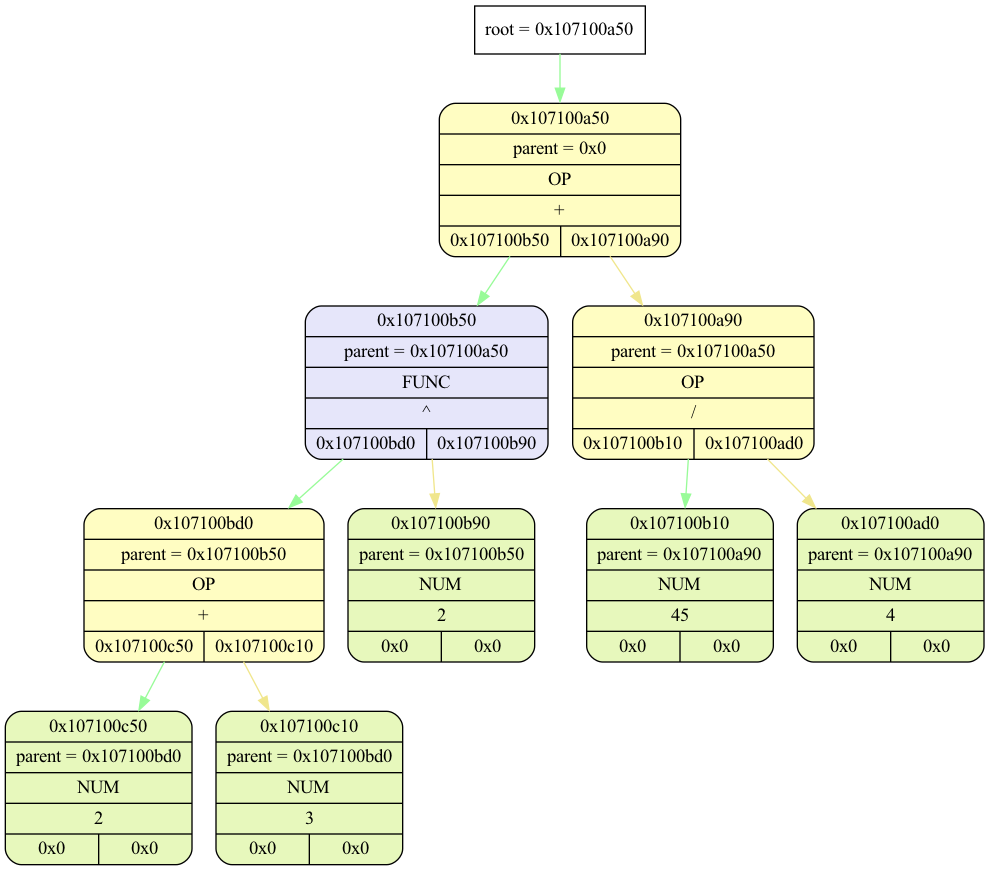 root = 0x107100a50
0x107100a50
parent = 0x0
OP
+
0x107100b50 0x107100a90
0x107100b50
parent = 0x107100a50
FUNC
^
0x107100bd0 0x107100b90
0x107100a90
parent = 0x107100a50
OP
/
0x107100b10 0x107100ad0
0x107100bd0
parent = 0x107100b50
OP
+
0x107100c50 0x107100c10
0x107100b90
parent = 0x107100b50
NUM
2
0x0 0x0
0x107100b10
parent = 0x107100a90
NUM
45
0x0 0x0
0x107100ad0
parent = 0x107100a90
NUM
4
0x0 0x0
0x107100c50
parent = 0x107100bd0
NUM
2
0x0 0x0
0x107100c10
parent = 0x107100bd0
NUM
3
0x0 0x0